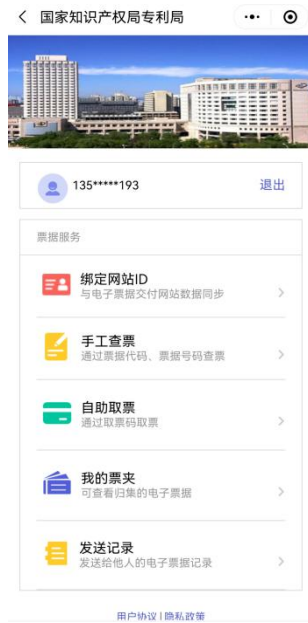 国家知识产权局专利局
135*****193
退出
票据服务
绑定网站ID
与电子票据交付网站数据同步
手工查票
通过票据代码、票据号码查票
自助取票
通过取票码取票
我的票夹
可查看归集的电子票据
发送记录
发送给他人的电子票据记录
用户协议 | 隐私政策